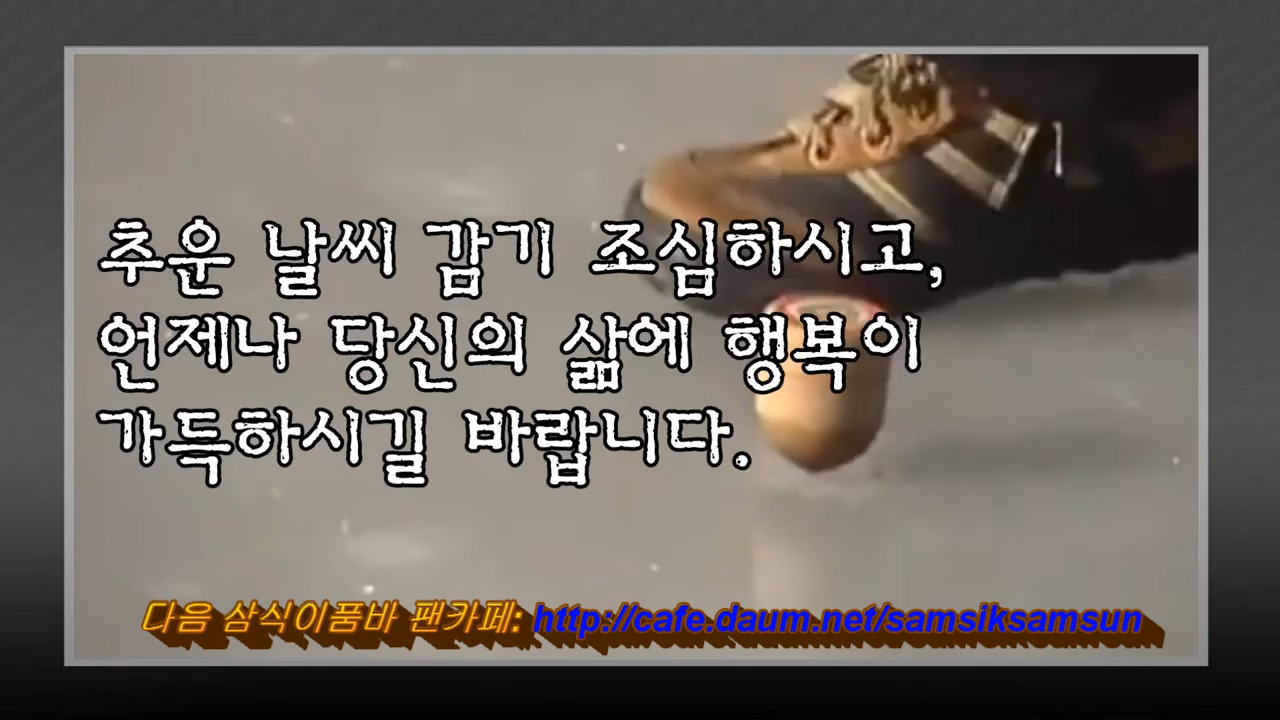 추운 날씨 감기 조심하시고,
언제나 당신의 삶에 행복이
가득하시길 바랍니다.
다음 삼식이품바 팬카페: http://cafe.daum.net/samsiksamsun